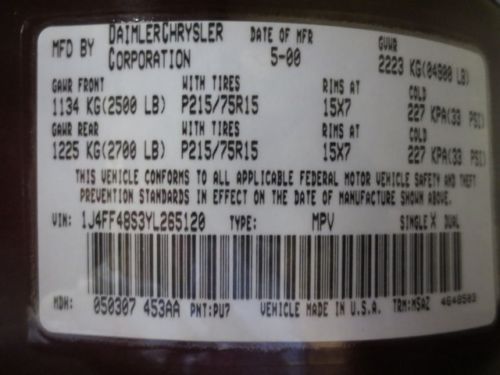 MFD BY DAIMLERCHRYSLER CORPORATION DATE OF MFR 5-00 GVWR 2223 KG(04900 LB)
GAWR FRONT WITH TIRES RIMS AT COLD
1134 KG(2500 LB) P215/75R15 15X7 227 KPA(33 PSI)
GAWR REAR WITH TIRES RIMS AT COLD
1225 KG(2700 LB) P215/75R15 15X7 227 KPA(33 PSI)
THIS VEHICLE CONFORMS TO ALL APPLICABLE FEDERAL MOTOR VEHICLE SAFETY AND THEFT
PREVENTION STANDARDS IN EFFECT ON THE DATE OF MANUFACTURE SHOWN ABOVE.
VIN: 1J4FF48S3YL265120 TYPE: MPV SINGLE X DUAL
MDH: 050307 453AA PNT:PU7 VEHICLE MADE IN U.S.A. TRM:MSAZ 4648503